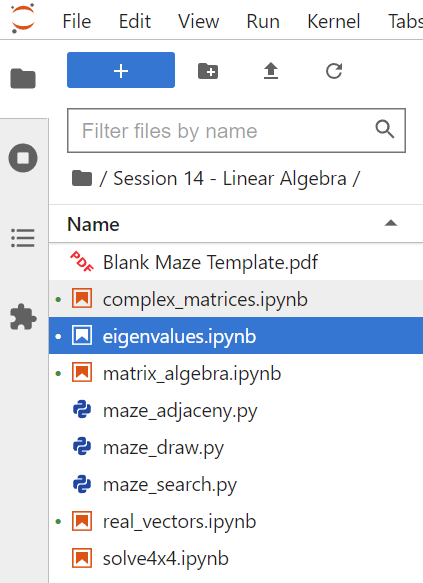 File Edit View Run Kernel Tabs
Filter files by name
/ Session 14 - Linear Algebra /
Name
PDF Blank Maze Template.pdf
complex_matrices.ipynb
eigenvalues.ipynb
matrix_algebra.ipynb
maze_adjaceny.py
maze_draw.py
maze_search.py
real_vectors.ipynb
solve4x4.ipynb